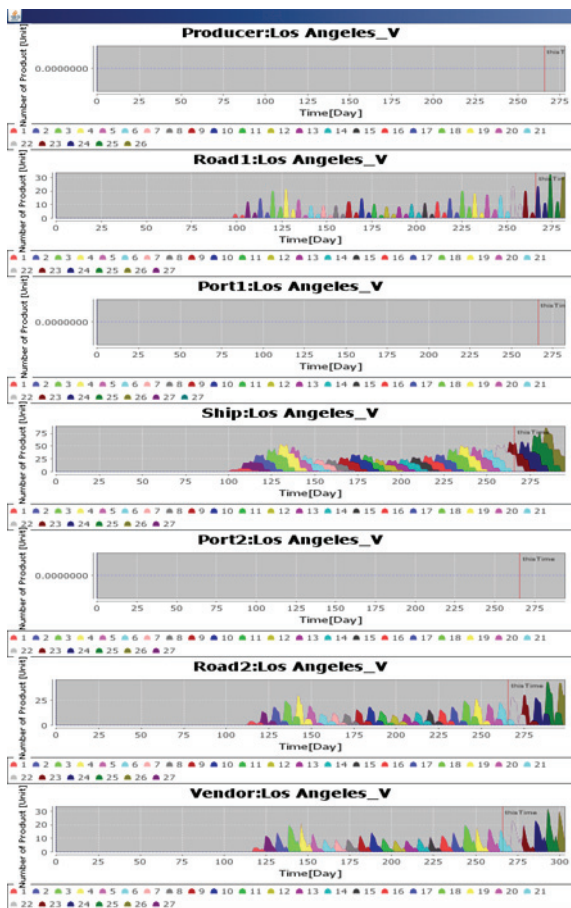 Producer:Los Angeles_V
Number of Product [Unit]
0.0000000
this T
0 25 50 75 100 125 150 175 200 225 250 275
Time[Day]
1 2 3 4 5 6 7 8 9 10 11 12 13 14 15 16 17 18 19 20 21
22 23 24 25 26
Road1:Los Angeles_V
Number of Product [Unit]
30
20
10
0
this Tim
0 25 50 75 100 125 150 175 200 225 250 275
Time[Day]
1 2 3 4 5 6 7 8 9 10 11 12 13 14 15 16 17 18 19 20 21
22 23 24 25 26 27
Port1:Los Angeles_V
Number of Product [Unit]
0.0000000
this Tin
0 25 50 75 100 125 150 175 200 225 250 275
Time[Day]
1 2 3 4 5 6 7 8 9 10 11 12 13 14 15 16 17 18 19 20 21
22 23 24 25 26 27 27
Ship:Los Angeles_V
Number of Product [Unit]
75
50
25
0
this Time
0 25 50 75 100 125 150 175 200 225 250 275
Time[Day]
1 2 3 4 5 6 7 8 9 10 11 12 13 14 15 16 17 18 19 20 21
22 23 24 25 26 27
Port2:Los Angeles_V
Number of Product [Unit]
0.0000000
this Time
0 25 50 75 100 125 150 175 200 225 250 275
Time[Day]
1 2 3 4 5 6 7 8 9 10 11 12 13 14 15 16 17 18 19 20 21
22 23 24 25 26 27
Road2:Los Angeles_V
Number of Product [Unit]
25
0
this Time
0 25 50 75 100 125 150 175 200 225 250 275
Time[Day]
1 2 3 4 5 6 7 8 9 10 11 12 13 14 15 16 17 18 19 20 21
22 23 24 25 26 27
Vendor:Los Angeles_V
Number of Product [Unit]
30
20
10
0
this Time
0 25 50 75 100 125 150 175 200 225 250 275 300
Time[Day]
1 2 3 4 5 6 7 8 9 10 11 12 13 14 15 16 17 18 19 20 21
22 23 24 25 26 27